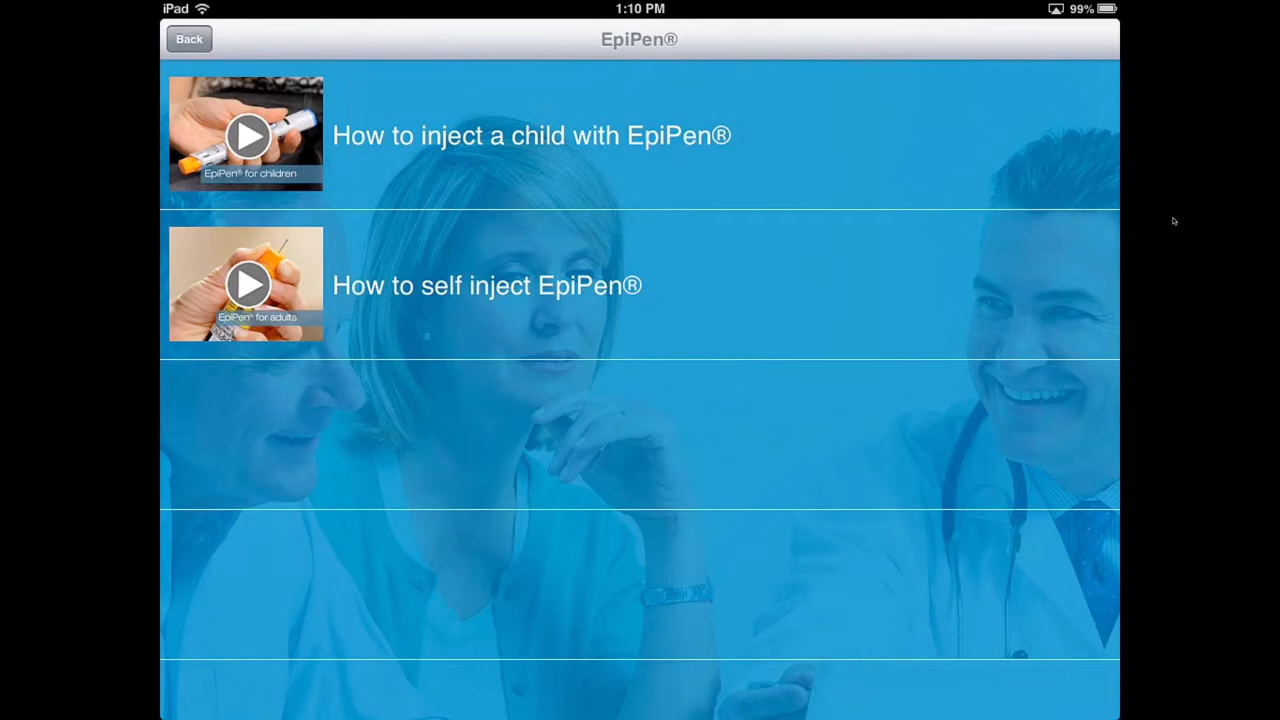 iPad
1:10 PM
99%
Back
EpiPen®
EpiPen® for children
How to inject a child with EpiPen®
EpiPen® for adults
How to self inject EpiPen®